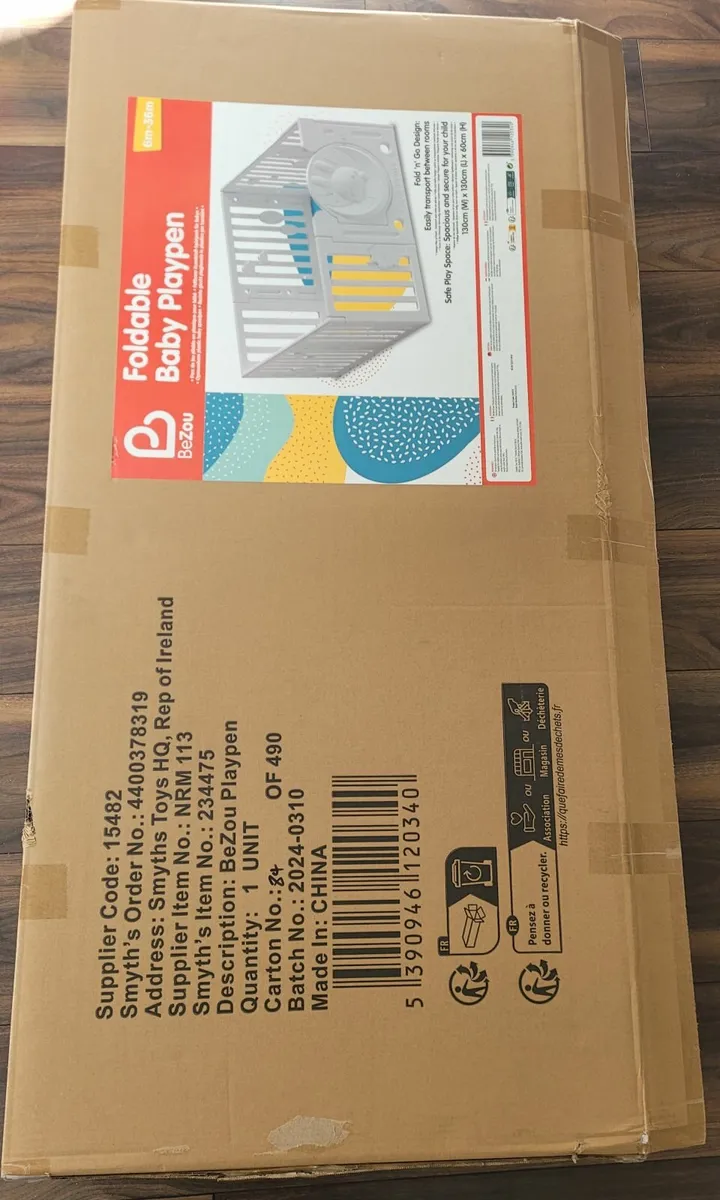 6m-36m
Foldable
Baby Playpen
BeZou
Fold 'n' Go Design:
Easily transport between rooms
Safe Play Space: Spacious and secure for your child
130cm (W) x 130cm (L) x 60cm (H)
Supplier Code: 15482
Smyth's Order No.: 4400378319
Address: Smyths Toys HQ, Rep of Ireland
Supplier Item No.: NRM 113
Smyth's Item No.: 234475
Description: BeZou Playpen
Quantity: 1 UNIT
Carton No.: 84 OF 490
Batch No.: 2024-0310
Made In: CHINA
5 390946 120340
FR
FR
Pensez à
donner ou recycler.
Association ou Magasin ou Déchèterie
https://quefairedemesdechets.fr